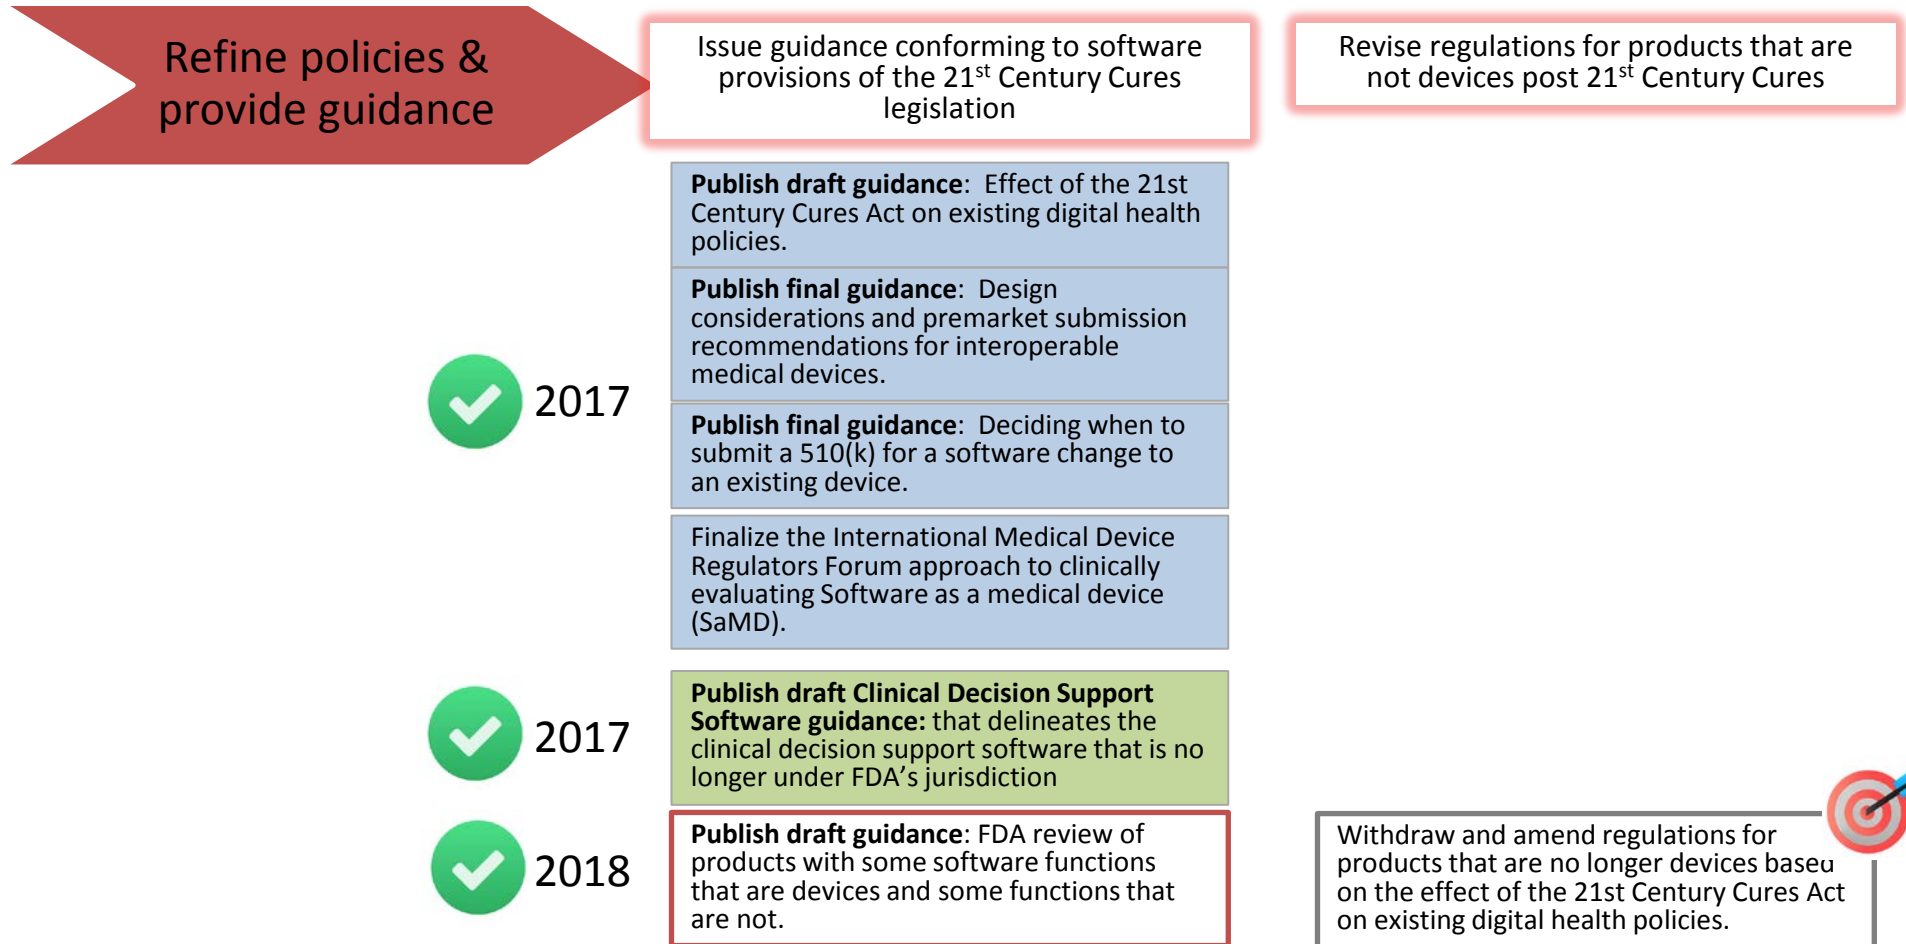 Refine policies &
provide guidance
Issue guidance conforming to software
provisions of the 21st Century Cures
legislation
Revise regulations for products that are
not devices post 21st Century Cures
Publish draft guidance: Effect of the 21st
Century Cures Act on existing digital health
policies.
Publish final guidance: Design
considerations and premarket submission
recommendations for interoperable
medical devices.
2017
Publish final guidance: Deciding when to
submit a 510(k) for a software change to
an existing device.
Finalize the International Medical Device
Regulators Forum approach to clinically
evaluating Software as a medical device
(SaMD).
2017
Publish draft Clinical Decision Support
Software guidance: that delineates the
clinical decision support software that is no
longer under FDA’s jurisdiction
2018
Publish draft guidance: FDA review of
products with some software functions
that are devices and some functions that
are not.
Withdraw and amend regulations for
products that are no longer devices based
on the effect of the 21st Century Cures Act
on existing digital health policies.